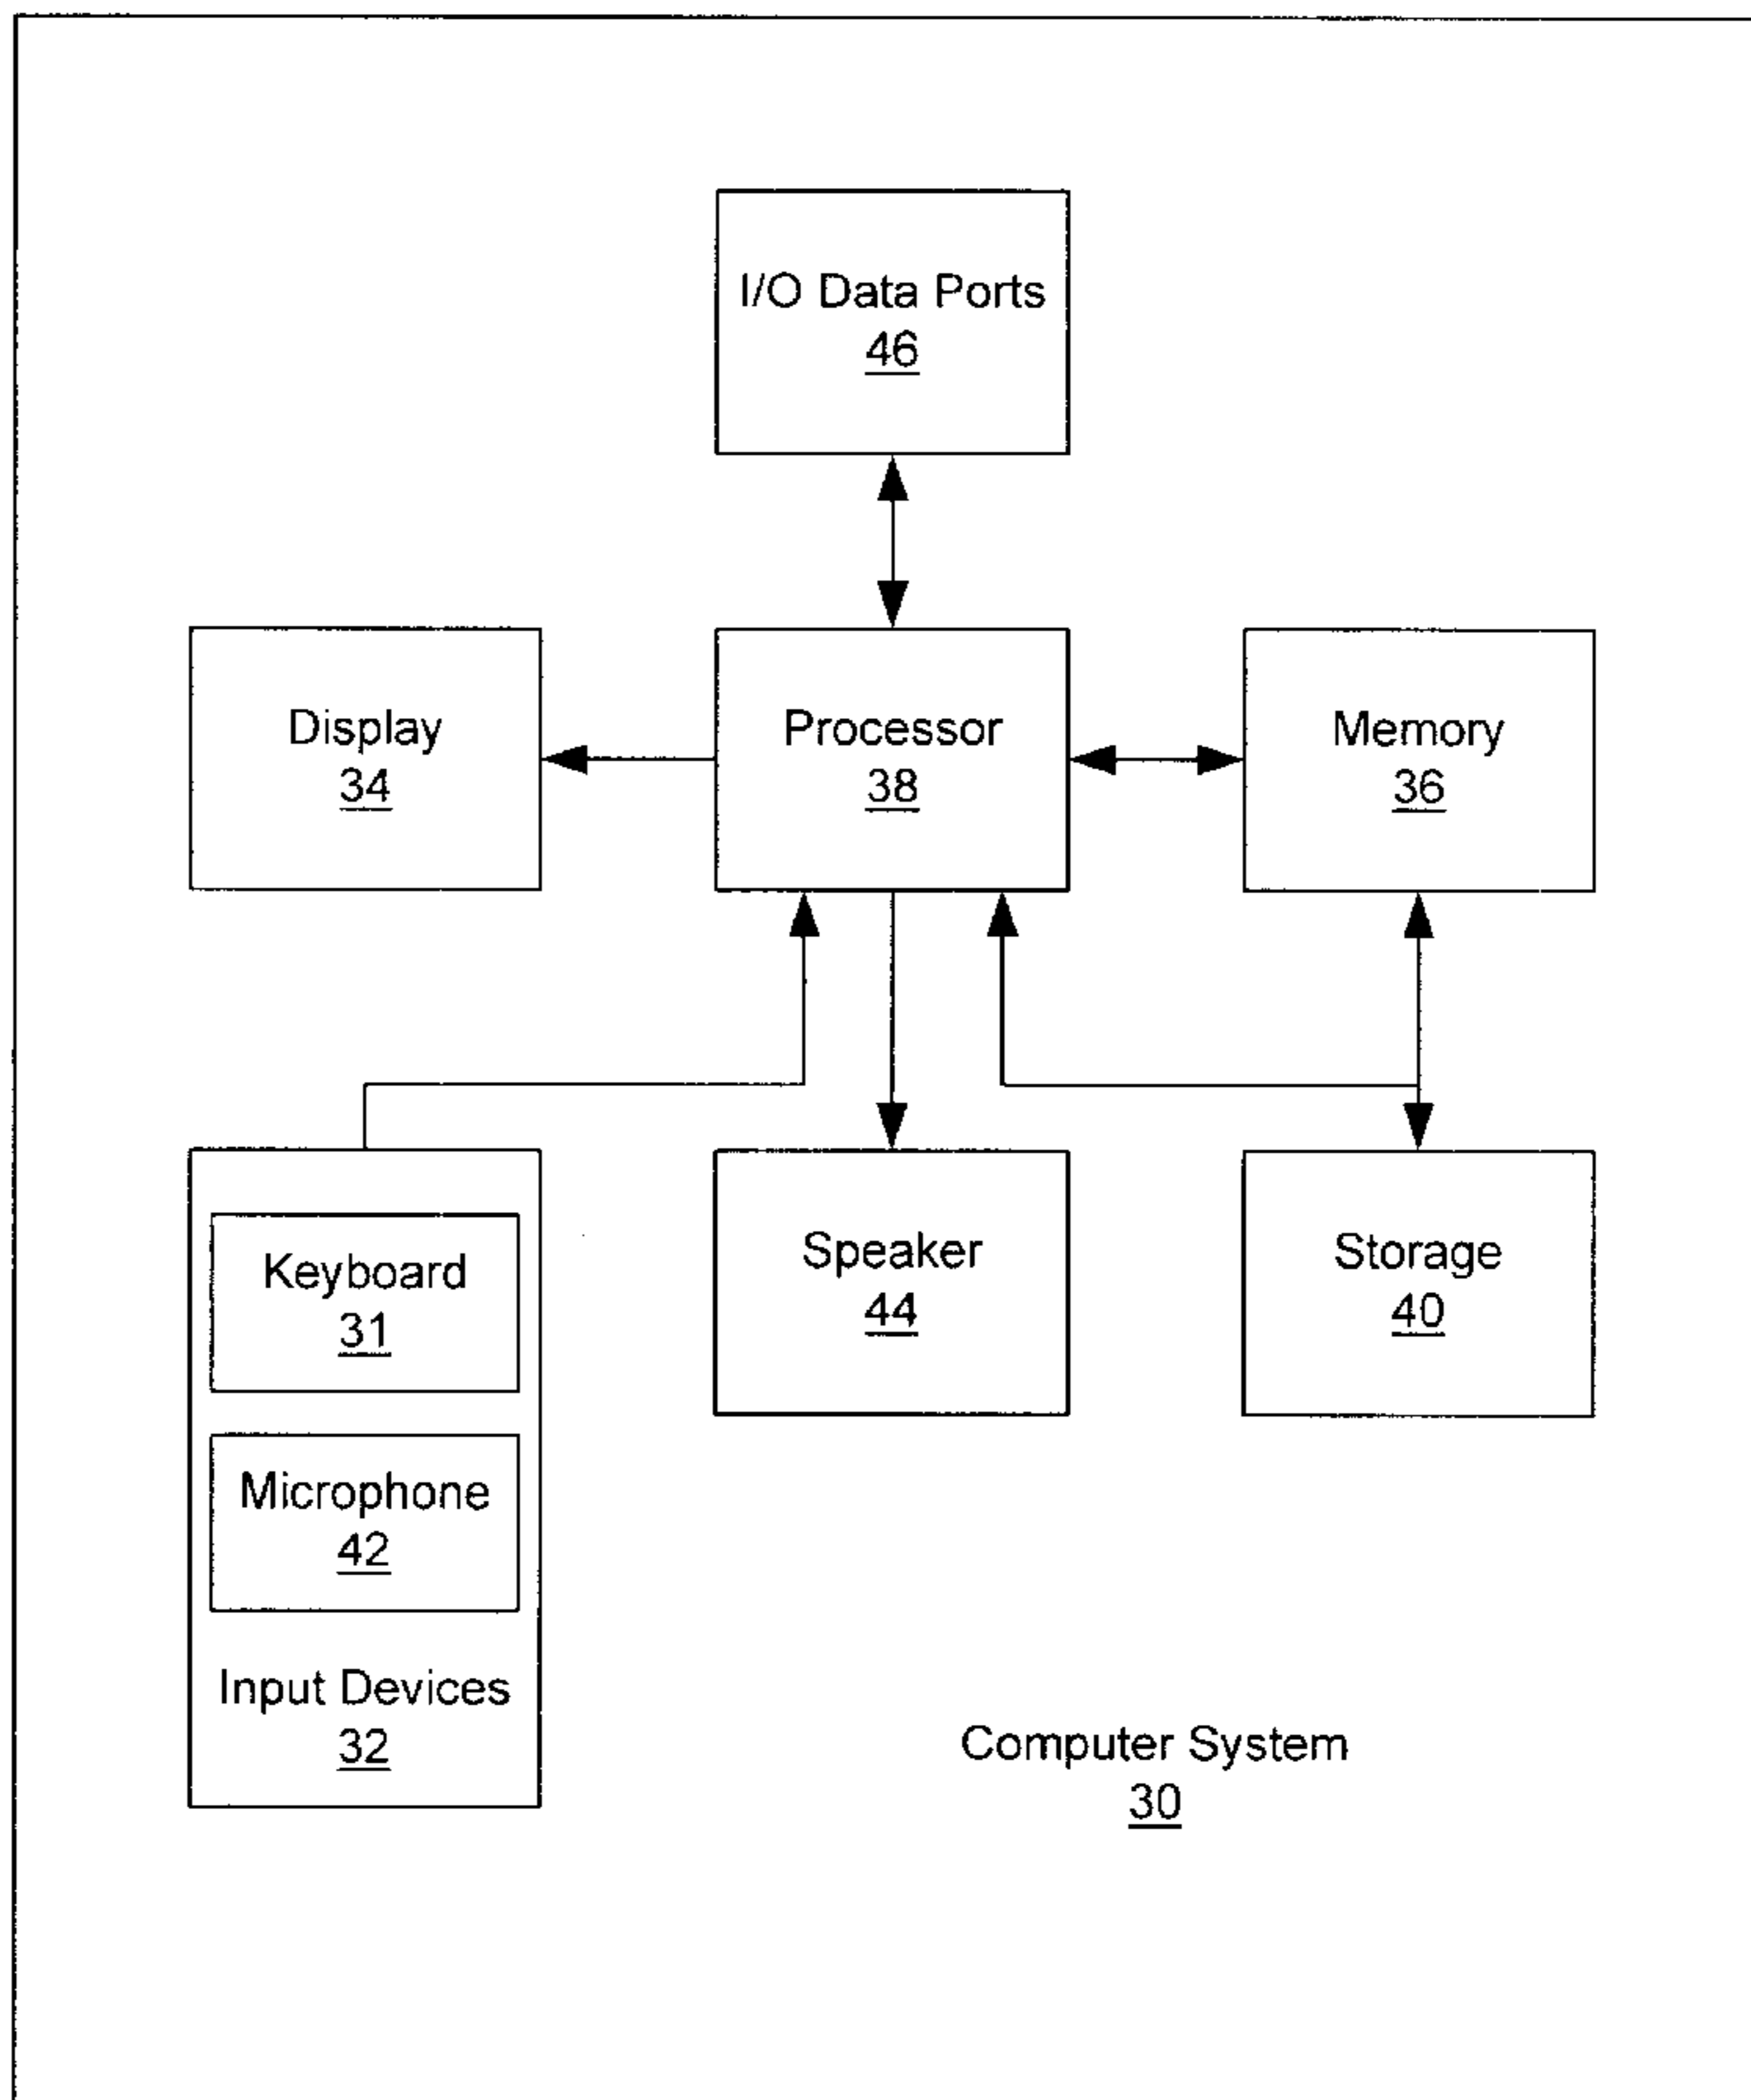 I/O Data Ports
46
Display
34
Processor
38
Memory
36
Keyboard
31
Microphone
42
Input Devices
32
Speaker
44
Storage
40
Computer System
30